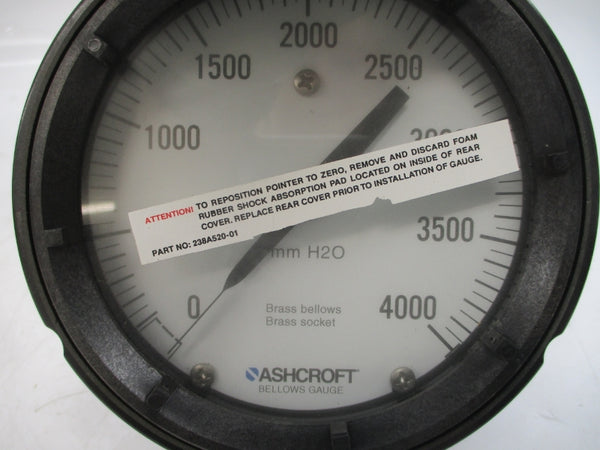 2000
1500
2500
1000
ATTENTION! TO REPOSITION POINTER TO ZERO, REMOVE AND DISCARD FOAM
RUBBER SHOCK ABSORPTION PAD LOCATED ON INSIDE OF REAR
COVER. REPLACE REAR COVER PRIOR TO INSTALLATION OF GAUGE.
PART NO: 238A520-01
3500
mm H2O
0
4000
Brass bellows
Brass socket
ASHCROFT
BELLOWS GAUGE